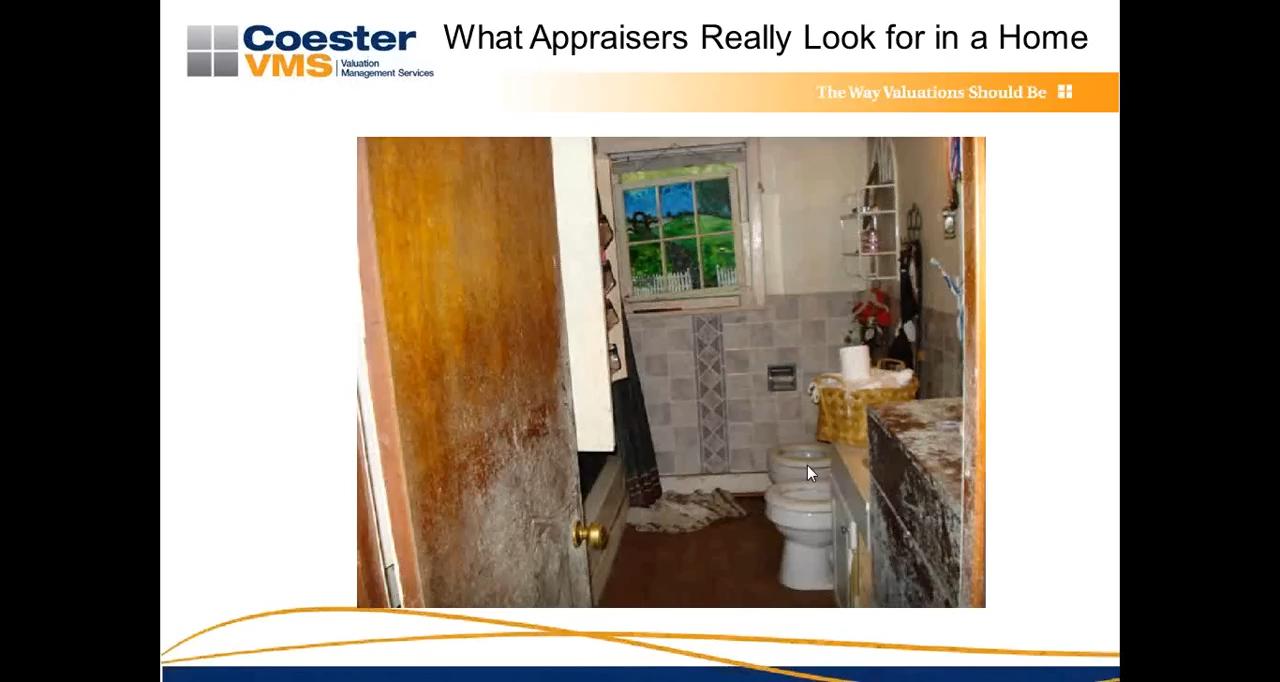 Coester
VMS
Valuation
Management Services
What Appraisers Really Look for in a Home
The Way Valuations Should Be